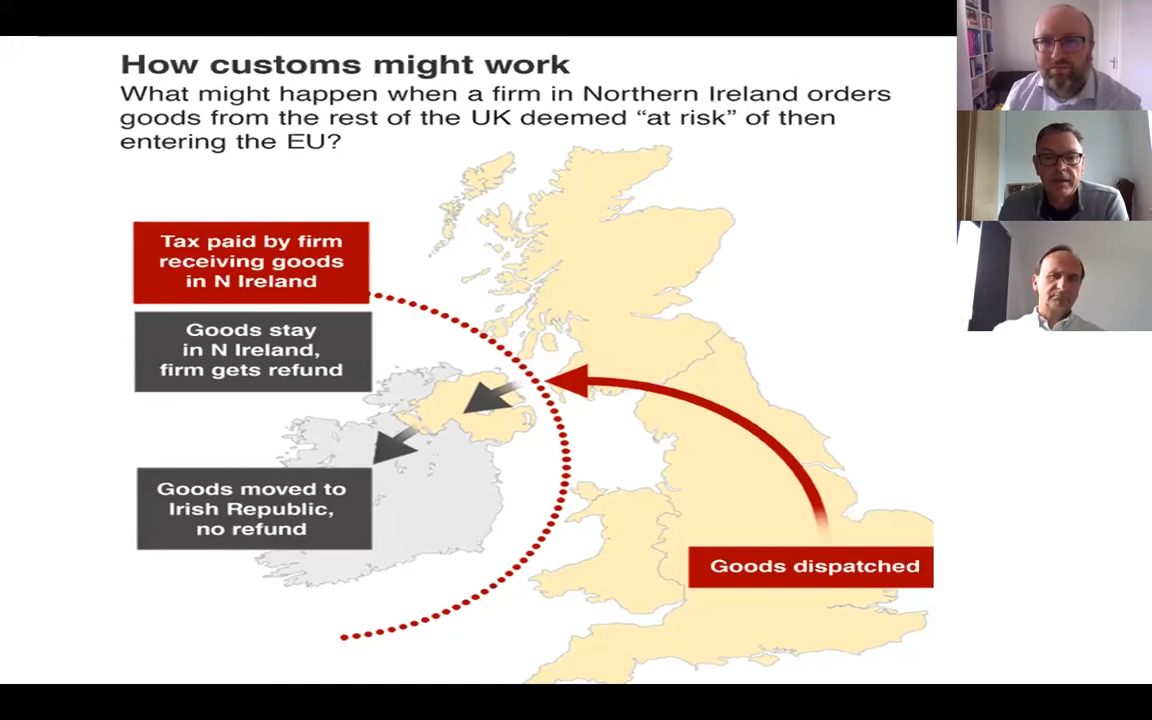 How customs might work
What might happen when a firm in Northern Ireland orders
goods from the rest of the UK deemed “at risk” of then
entering the EU?
Tax paid by firm
receiving goods
in N Ireland
Goods stay
in N Ireland,
firm gets refund
Goods moved to
Irish Republic,
no refund
Goods dispatched